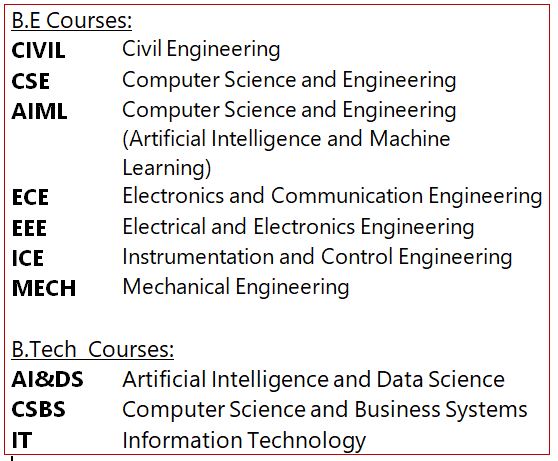 B.E Courses:
CIVIL Civil Engineering
CSE Computer Science and Engineering
AIML Computer Science and Engineering
(Artificial Intelligence and Machine
Learning)
ECE Electronics and Communication Engineering
EEE Electrical and Electronics Engineering
ICE Instrumentation and Control Engineering
MECH Mechanical Engineering
B.Tech Courses:
AI&DS Artificial Intelligence and Data Science
CSBS Computer Science and Business Systems
IT Information Technology